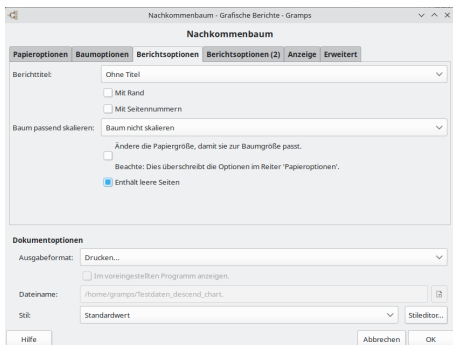 Nachkommenbaum - Grafische Berichte - Gramps
Nachkommenbaum
Papieroptionen Baumoptionen Berichtsoptionen Berichtsoptionen (2) Anzeige Erweitert
Berichttitel: Ohne Titel
Mit Rand
Mit Seitennummern
Baum passend skalieren: Baum nicht skalieren
Ändere die Papiergröße, damit sie zur Baumgröße passt.
Beachte: Dies überschreibt die Optionen im Reiter 'Papieroptionen'.
Enthält leere Seiten
Dokumentoptionen
Ausgabeformat: Drucken...
Im voreingestellten Programm anzeigen.
Dateiname: /home/gramps/Testdaten_descend_chart.
Stil: Standardwert Stileditor...
Hilfe Abbrechen OK